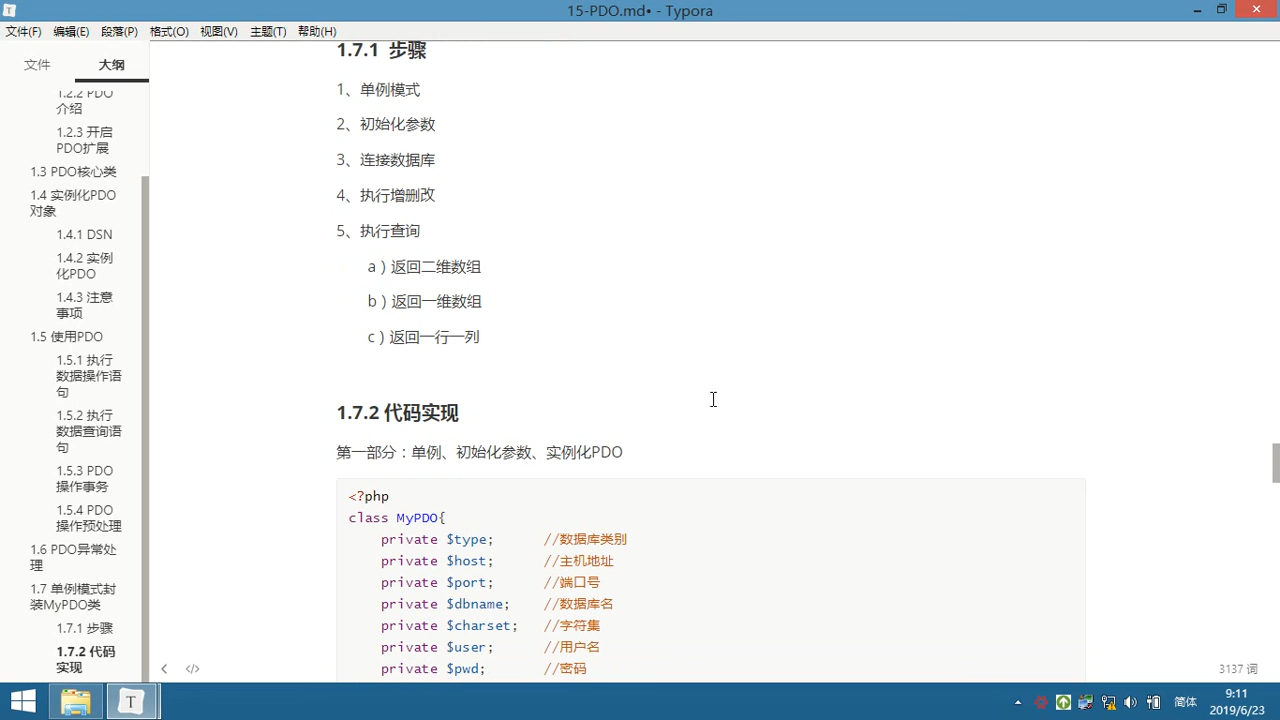 15-PDO.md• - Typora
文件(F) 编辑(E) 段落(P) 格式(O) 视图(V) 主题(T) 帮助(H)
文件 大纲
1.2.2 PDO
介绍
1.2.3 开启
PDO扩展
1.3 PDO核心类
1.4 实例化PDO
对象
1.4.1 DSN
1.4.2 实例
化PDO
1.4.3 注意
事项
1.5 使用PDO
1.5.1 执行
数据操作语
句
1.5.2 执行
数据查询语
句
1.5.3 PDO
操作事务
1.5.4 PDO
操作预处理
1.6 PDO异常处
理
1.7 单例模式封
装MyPDO类
1.7.1 步骤
1.7.2 代码
实现
1.7.1 步骤
1、单例模式
2、初始化参数
3、连接数据库
4、执行增删改
5、执行查询
a）返回二维数组
b）返回一维数组
c）返回一行一列
1.7.2 代码实现
第一部分：单例、初始化参数、实例化PDO
<?php
class MyPDO{
private $type; //数据库类别
private $host; //主机地址
private $port; //端口号
private $dbname; //数据库名
private $charset; //字符集
private $user; //用户名
private $pwd; //密码
</>
3137 词
T
简体
9:11
2019/6/23